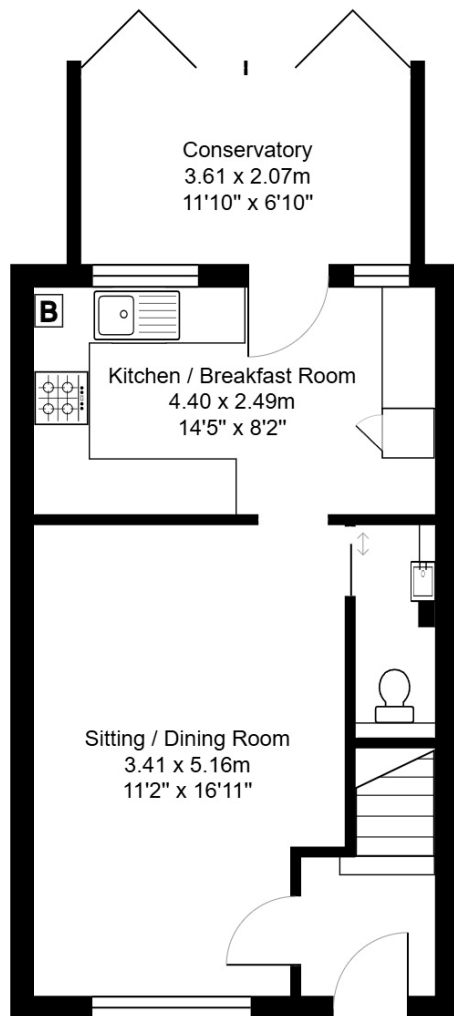 Conservatory
3.61 x 2.07m
11'10" x 6'10"
B
Kitchen / Breakfast Room
4.40 x 2.49m
14'5" x 8'2"
Sitting / Dining Room
3.41 x 5.16m
11'2" x 16'11"